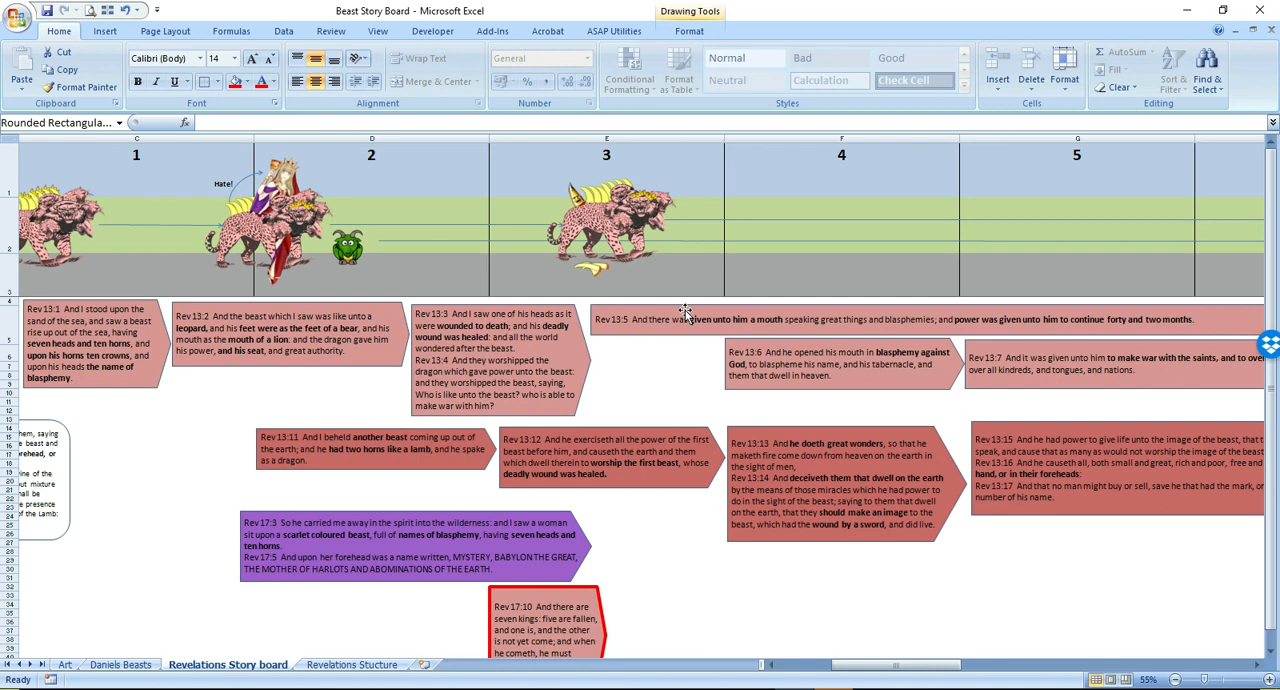 Beast Story Board - Microsoft Excel
Drawing Tools
Home
Insert
Page Layout
Formulas
Data
Review
View
Developer
Add-Ins
Acrobat
ASAP Utilities
Format
Paste
Cut
Copy
Format Painter
Clipboard
Calibri (Body)
14
B I U
Font
Wrap Text
Merge & Center
Alignment
General
% ,
Number
Conditional Formatting
Format as Table
Normal
Bad
Good
Neutral
Calculation
Check Cell
Styles
Insert
Delete
Format
Cells
AutoSum
Fill
Clear
Sort & Filter
Find & Select
Editing
Rounded Rectangula...
fx
C
D
E
F
G
1
2
3
4
5
Hate!
Rev 13:1 And I stood upon the
sand of the sea, and saw a beast
rise up out of the sea, having
seven heads and ten horns, and
upon his horns ten crowns, and
upon his heads the name of
blasphemy.
Rev 13:2 And the beast which I saw was like unto a
leopard, and his feet were as the feet of a bear, and his
mouth as the mouth of a lion: and the dragon gave him
his power, and his seat, and great authority.
Rev 13:3 And I saw one of his heads as it
were wounded to death; and his deadly
wound was healed: and all the world
wondered after the beast.
Rev 13:4 And they worshipped the
dragon which gave power unto the beast:
and they worshipped the beast, saying,
Who is like unto the beast? who is able to
make war with him?
Rev 13:5 And there was given unto him a mouth speaking great things and blasphemies; and power was given unto him to continue forty and two months.
Rev 13:6 And he opened his mouth in blasphemy against
God, to blaspheme his name, and his tabernacle, and
them that dwell in heaven.
Rev 13:7 And it was given unto him to make war with the saints, and to over
over all kindreds, and tongues, and nations.
hem, saying
e beast and
orehead, or
ine of the
ut mixture
hall be
e presence
of the Lamb:
Rev 13:11 And I beheld another beast coming up out of
the earth; and he had two horns like a lamb, and he spake
as a dragon.
Rev 13:12 And he exerciseth all the power of the first
beast before him, and causeth the earth and them
which dwell therein to worship the first beast, whose
deadly wound was healed.
Rev 13:13 And he doeth great wonders, so that he
maketh fire come down from heaven on the earth in
the sight of men,
Rev 13:14 And deceiveth them that dwell on the earth
by the means of those miracles which he had power to
do in the sight of the beast; saying to them that dwell
on the earth, that they should make an image to the
beast, which had the wound by a sword, and did live.
Rev 13:15 And he had power to give life unto the image of the beast, that t
speak, and cause that as many as would not worship the image of the beast
Rev 13:16 And he causeth all, both small and great, rich and poor, free and
hand, or in their foreheads:
Rev 13:17 And that no man might buy or sell, save he that had the mark, or
number of his name.
Rev 17:3 So he carried me away in the spirit into the wilderness: and I saw a woman
sit upon a scarlet coloured beast, full of names of blasphemy, having seven heads and
ten horns.
Rev 17:5 And upon her forehead was a name written, MYSTERY, BABYLON THE GREAT,
THE MOTHER OF HARLOTS AND ABOMINATIONS OF THE EARTH.
Rev 17:10 And there are
seven kings: five are fallen,
and one is, and the other
is not yet come; and when
he cometh, he must
Art
Daniels Beasts
Revelations Story board
Revelations Stucture
Ready
55%